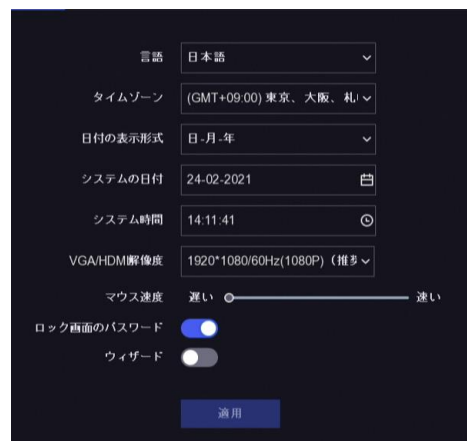 言語 日本語
タイムゾーン (GMT+09:00) 東京、大阪、札
日付の表示形式 日-月-年
システムの日付 24-02-2021
システム時間 14:11:41
VGA/HDMI解像度 1920*1080/60Hz(1080P)（推奨
マウス速度 遅い 速い
ロック画面のパスワード
ウィザード
適用